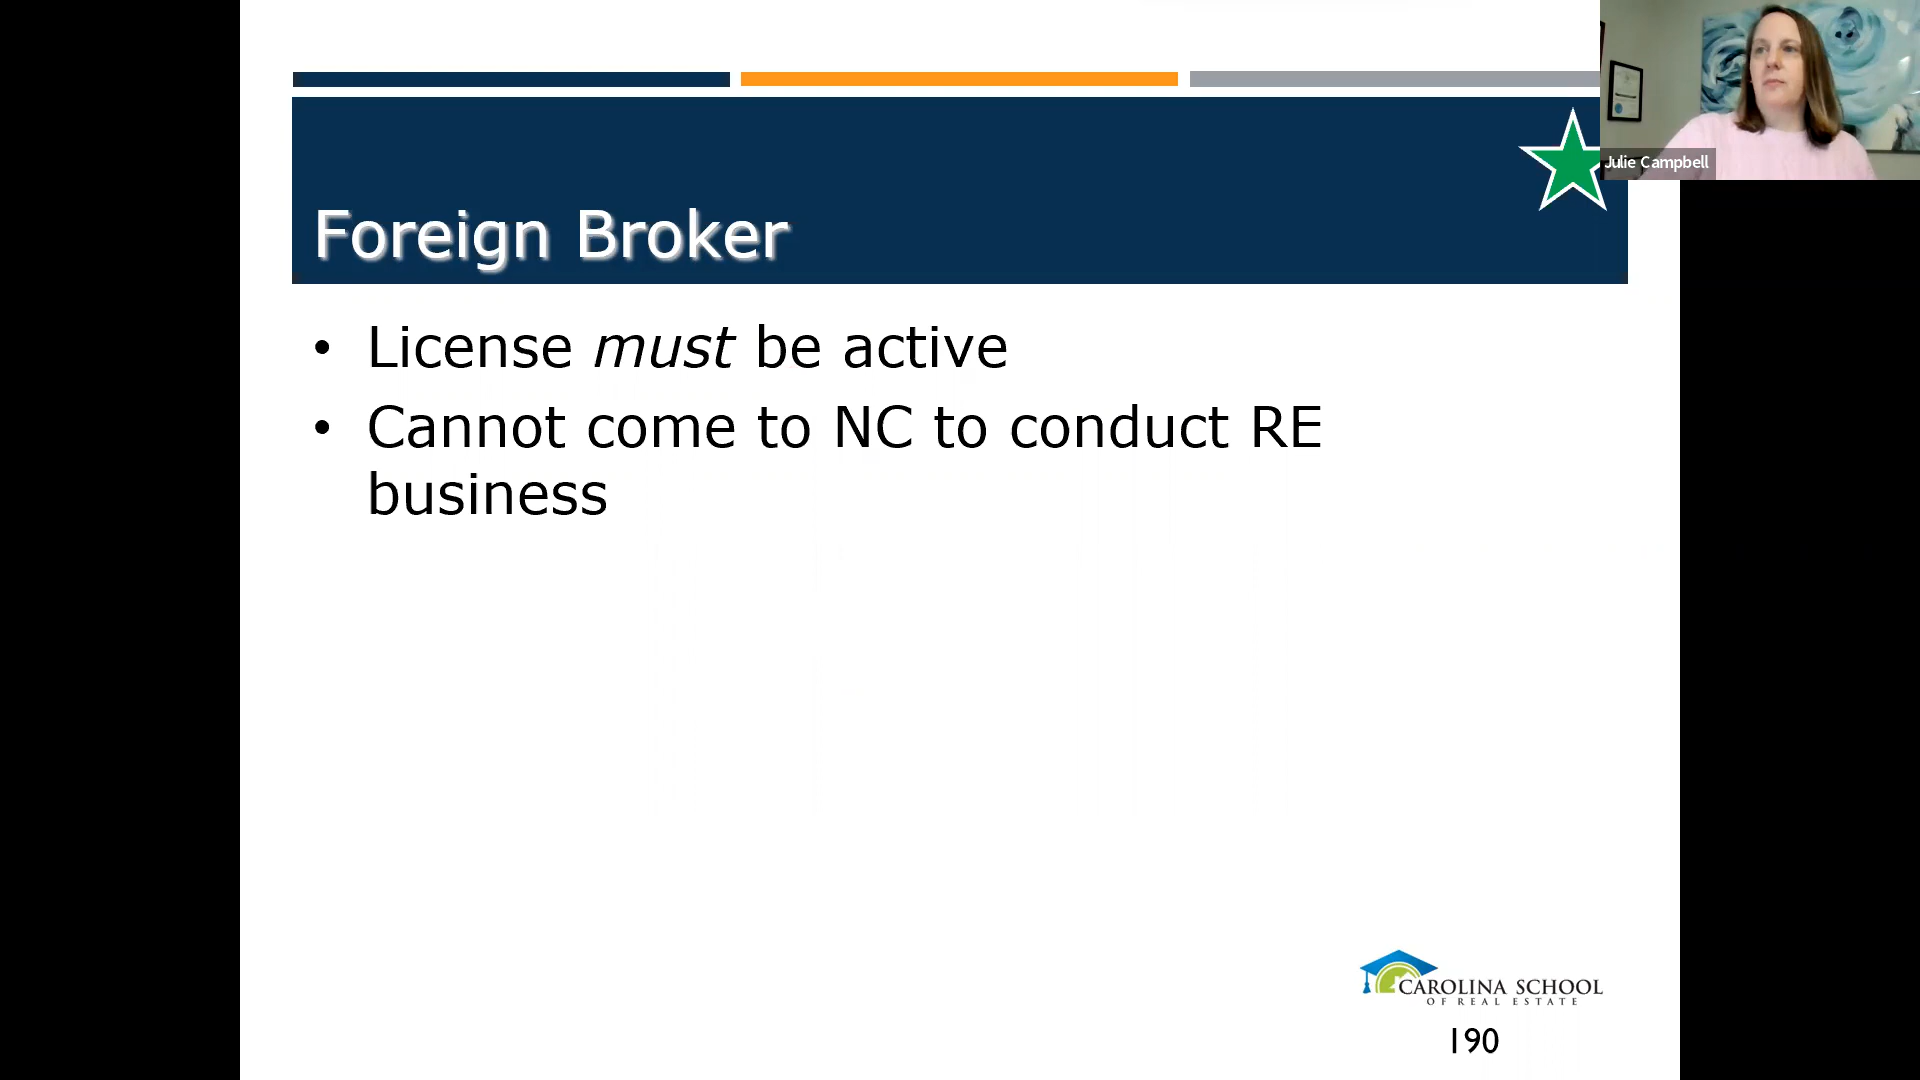 Julie Campbell
Foreign Broker
• License must be active
• Cannot come to NC to conduct RE
business
CAROLINA SCHOOL
OF REAL ESTATE
190